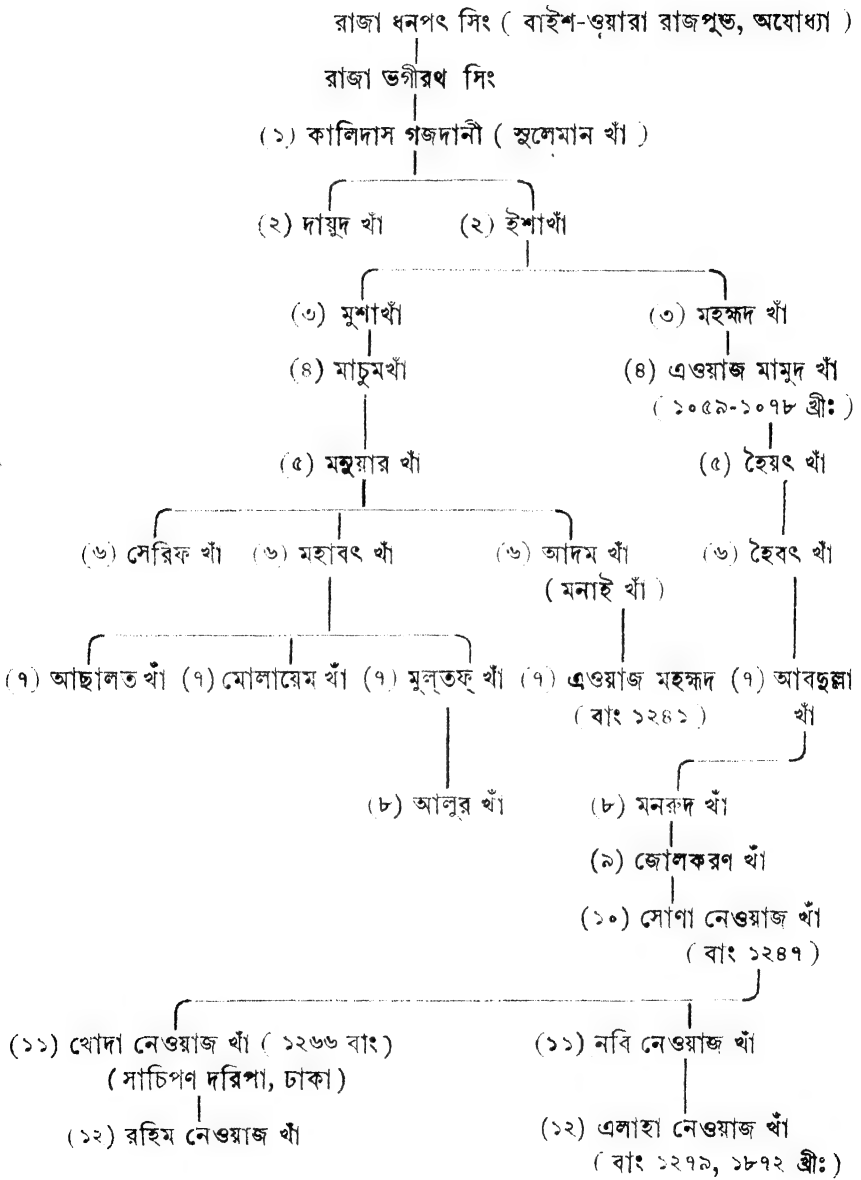 রাজা ধনপৎ সিং ( বাইশ-ওয়ারা রাজপুত, অযোধ্যা )
রাজা ভগীরথ সিং
(১) কালিদাস গজদানী ( সুলেমান খাঁ )
(২) দায়ুদ খাঁ (২) ইশাখাঁ
(৩) মুশাখাঁ (৩) মহহ্মদ খাঁ
(৪) মাচুমখাঁ (৪) এওয়াজ মামুদ খাঁ
( ১০৫৯-১০৭৮ খ্রীঃ )
(৫) মনুয়ার খাঁ (৫) হৈয়ৎ খাঁ
(৬) সেরিফ খাঁ (৬) মহাবৎ খাঁ (৬) আদম খাঁ (৬) হৈবৎ খাঁ
( মনাই খাঁ )
(৭) আছালত খাঁ (৭) মোলায়েম খাঁ (৭) মুল্তফ্ খাঁ (৭) এওয়াজ মহহ্মদ (৭) আবদুল্লা
( বাং ১২৪১ ) খাঁ
(৮) আলুর খাঁ (৮) মনরুদ খাঁ
(৯) জোলকরণ খাঁ
(১০) সোণা নেওয়াজ খাঁ
( বাং ১২৪৭ )
(১১) খোদা নেওয়াজ খাঁ ( ১২৬৬ বাং) (১১) নবি নেওয়াজ খাঁ
( সাচিপণ দরিপা, ঢাকা )
(১২) রহিম নেওয়াজ খাঁ (১২) এলাহা নেওয়াজ খাঁ
( বাং ১২৭৯, ১৮৭২ খ্রীঃ )